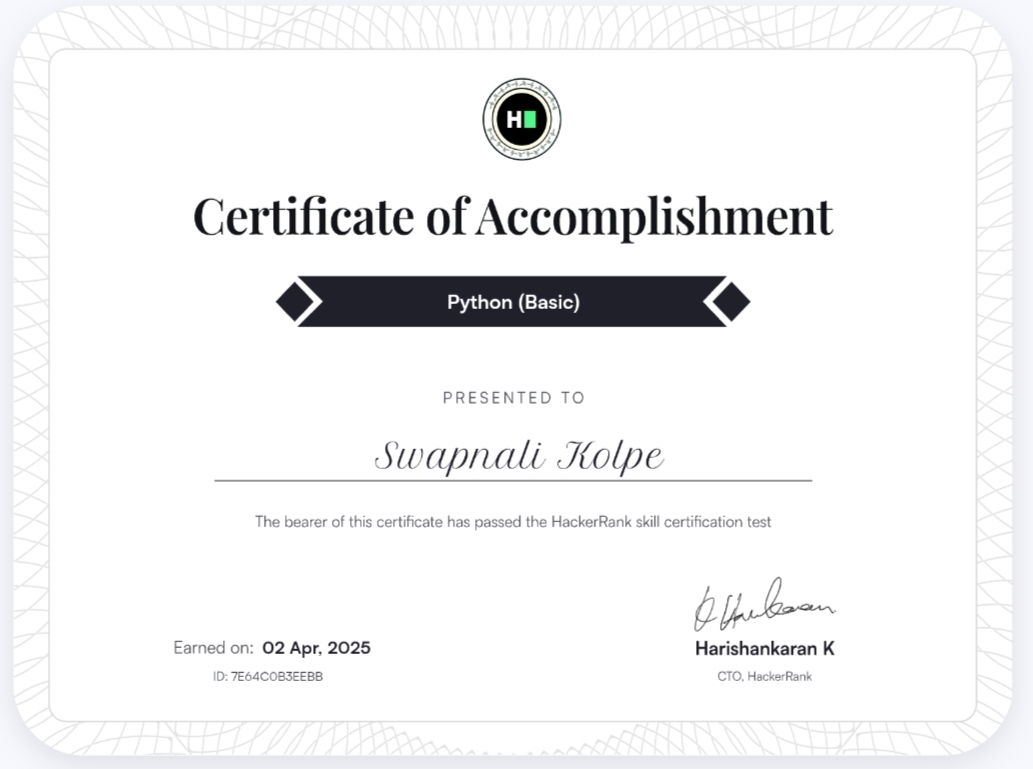 H
Certificate of Accomplishment
Python (Basic)
PRESENTED TO
Swapnali Kolpe
The bearer of this certificate has passed the HackerRank skill certification test
Earned on: 02 Apr, 2025
ID: 7E64C0B3EEBB
Harishankaran K
CTO, HackerRank